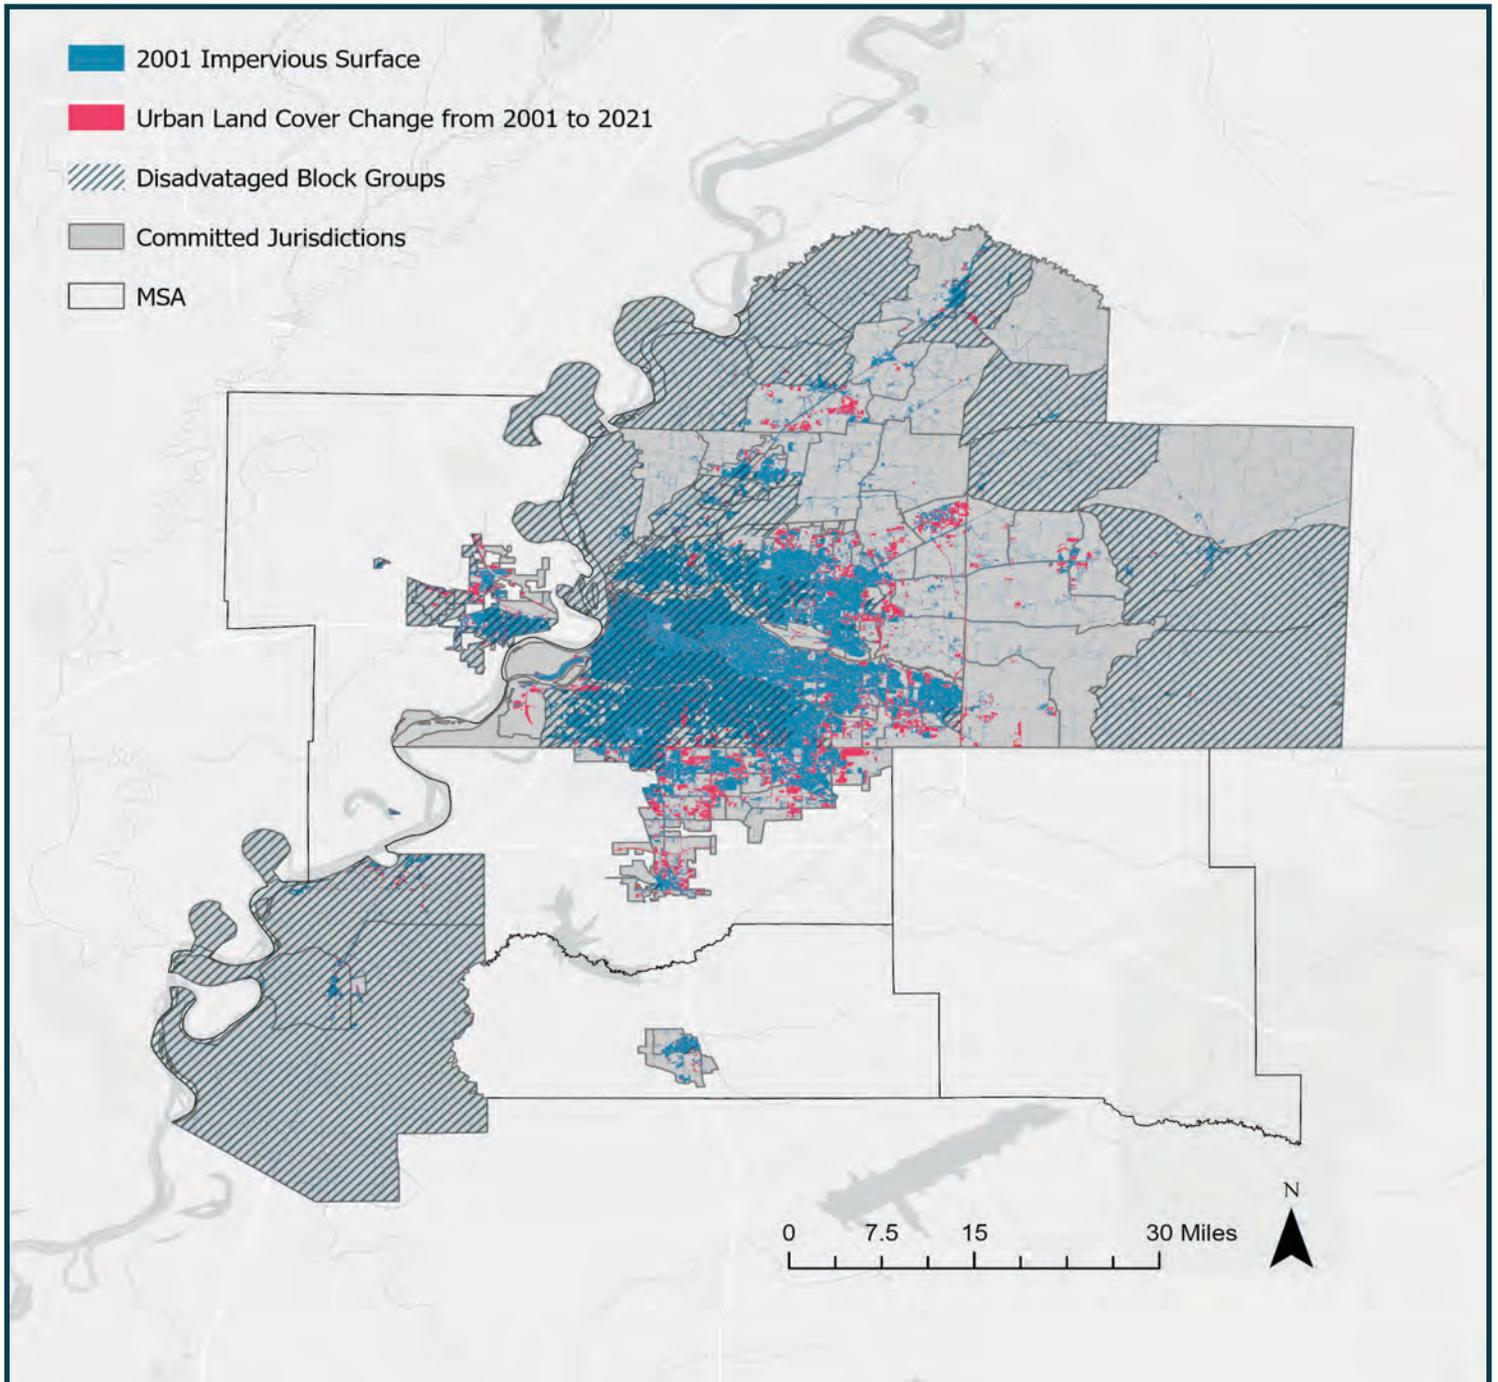 2001 Impervious Surface
Urban Land Cover Change from 2001 to 2021
Disadvataged Block Groups
Committed Jurisdictions
MSA
N
0 7.5 15 30 Miles